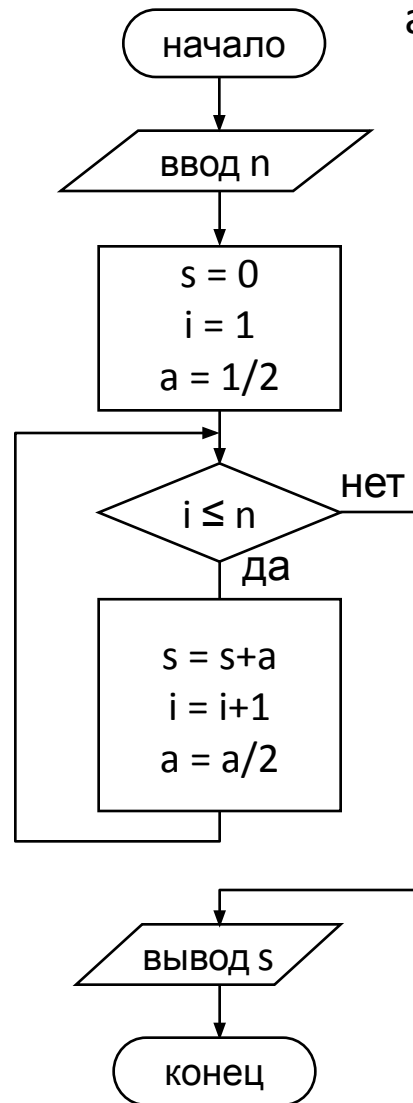 а
начало
ввод n
s = 0
i = 1
a = 1/2
i ≤ n
нет
да
s = s+a
i = i+1
a = a/2
вывод s
конец